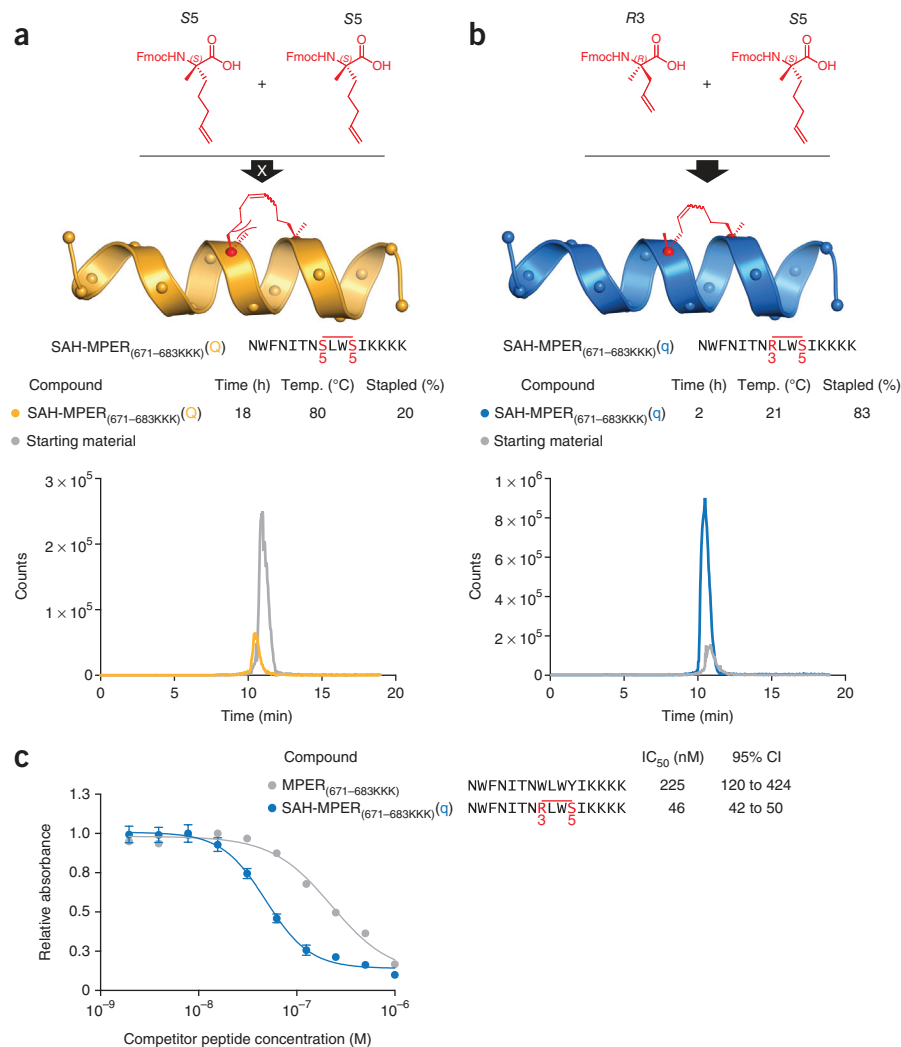 a
S5 S5
FmocHN (S) O OH + FmocHN (S) O OH
X
SAH-MPER(671–683KKK)(Q) NWFNITNSLWSIKKKK
5 5
Compound Time (h) Temp. (°C) Stapled (%)
SAH-MPER(671–683KKK)(Q) 18 80 20
Starting material
3 × 10^5
2 × 10^5
1 × 10^5
0
Counts
0 5 10 15 20
Time (min)
b
R3 S5
FmocHN (R) O OH + FmocHN (S) O OH
SAH-MPER(671–683KKK)(q) NWFNITNRLWSIKKKK
3 5
Compound Time (h) Temp. (°C) Stapled (%)
SAH-MPER(671–683KKK)(q) 2 21 83
Starting material
1 × 10^6
8 × 10^5
6 × 10^5
4 × 10^5
2 × 10^5
0
Counts
0 5 10 15 20
Time (min)
c
Compound IC50 (nM) 95% CI
MPER(671–683KKK) NWFNITNWLWYIKKKK 225 120 to 424
SAH-MPER(671–683KKK)(q) NWFNITNRLWSIKKKK 46 42 to 50
3 5
1.3
1.0
0.8
0.5
0.3
0
Relative absorbance
10^−9 10^−8 10^−7 10^−6
Competitor peptide concentration (M)